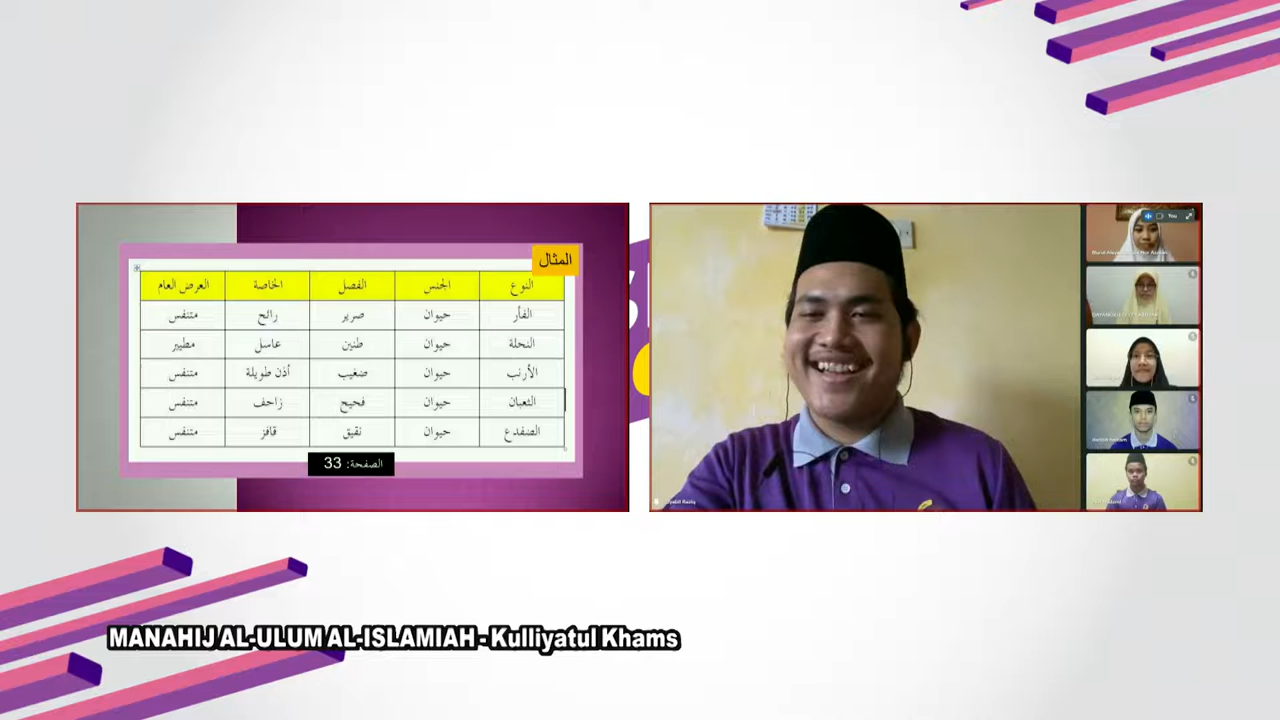 المثال
النوع الجنس الفصل الخاصة العرض العام
الفأر حيوان صرير رالح متنفس
النحلة حيوان طنين عاسل مطيير
الأرنب حيوان ضغيب أذن طويلة متنفس
الثعبان حيوان فحيح زاحف متنفس
الضفدع حيوان نقيق قافز متنفس
الصفحة: 33
You
MANAHIJ AL-ULUM AL-ISLAMIAH - Kulliyatul Khams